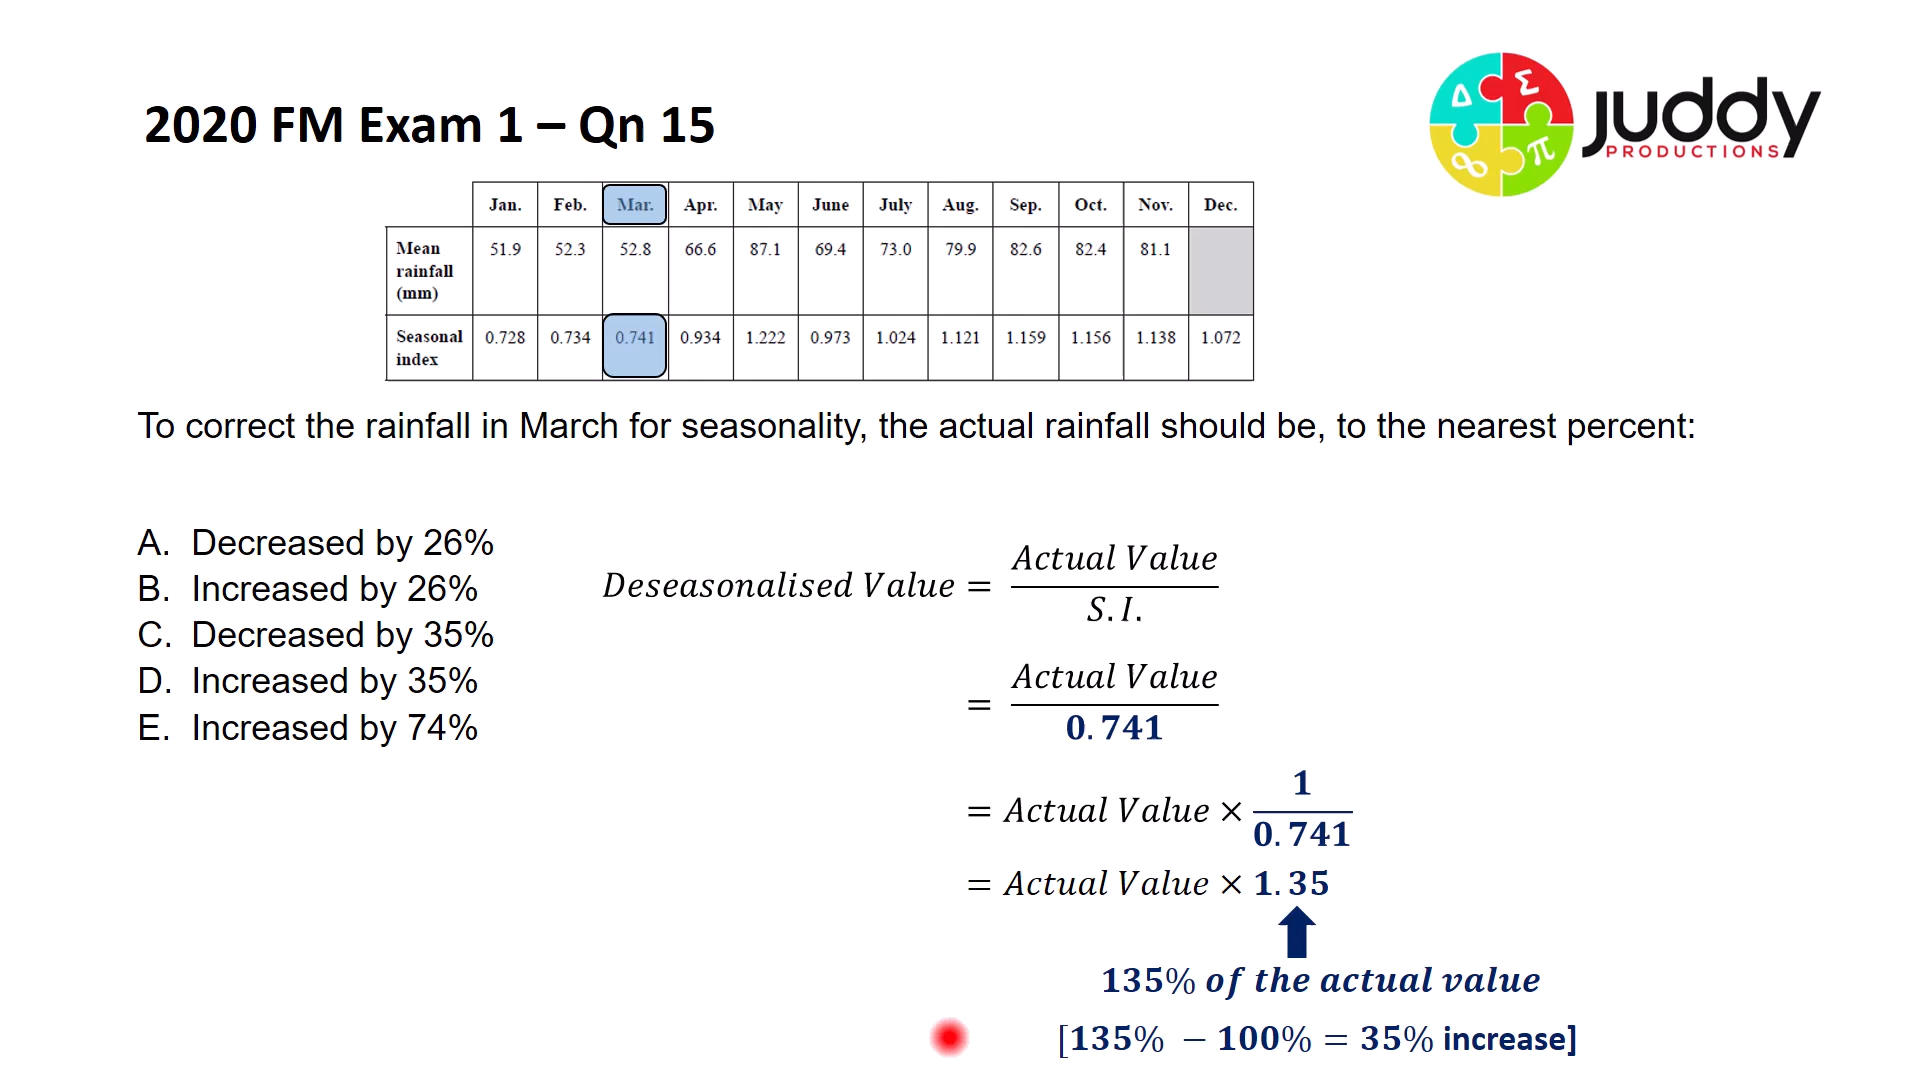 2020 FM Exam 1 – Qn 15
Δ Σ ∞ π
juddy
PRODUCTIONS
Jan. Feb. Mar. Apr. May June July Aug. Sep. Oct. Nov. Dec.
Mean rainfall (mm) 51.9 52.3 52.8 66.6 87.1 69.4 73.0 79.9 82.6 82.4 81.1
Seasonal index 0.728 0.734 0.741 0.934 1.222 0.973 1.024 1.121 1.159 1.156 1.138 1.072
To correct the rainfall in March for seasonality, the actual rainfall should be, to the nearest percent:
A. Decreased by 26%
B. Increased by 26%
C. Decreased by 35%
D. Increased by 35%
E. Increased by 74%
Deseasonalised Value = Actual Value / S.I.
= Actual Value / 0.741
= Actual Value × 1 / 0.741
= Actual Value × 1.35
135% of the actual value
[135% − 100% = 35% increase]